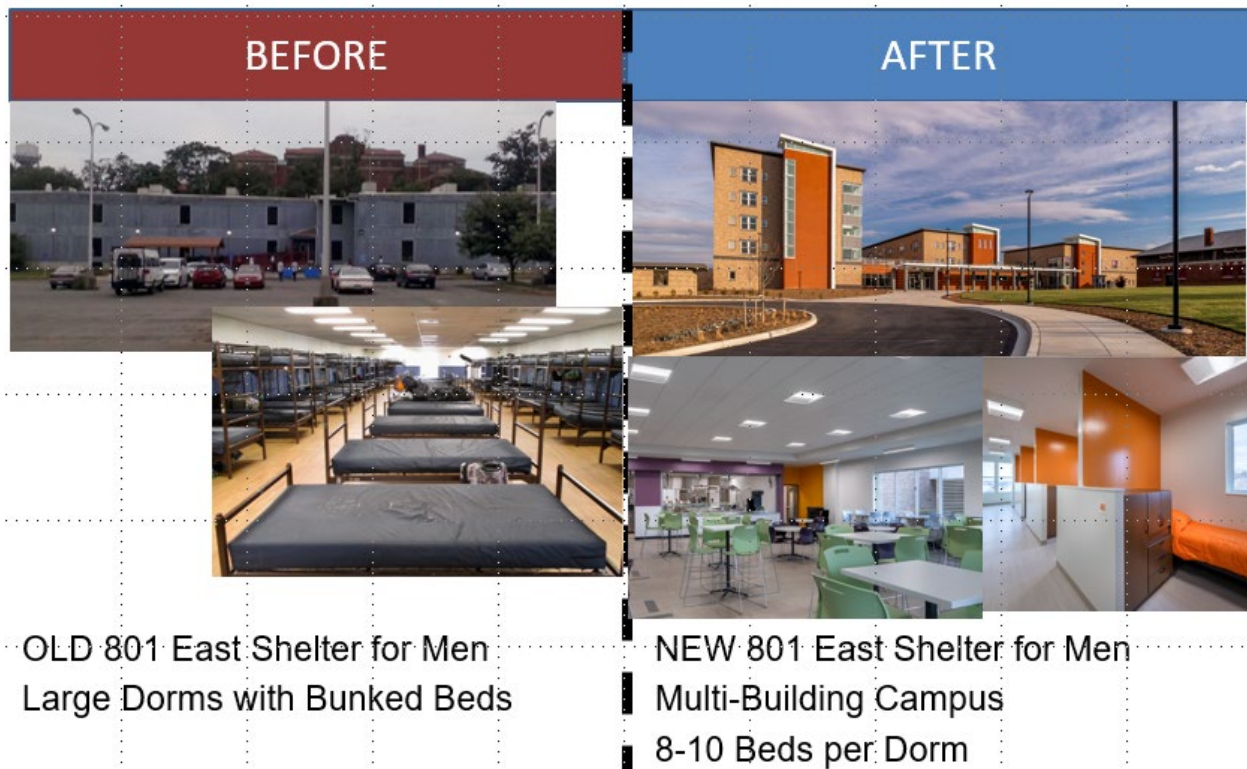 BEFORE
AFTER
OLD 801 East Shelter for Men
Large Dorms with Bunked Beds
NEW 801 East Shelter for Men
Multi-Building Campus
8-10 Beds per Dorm